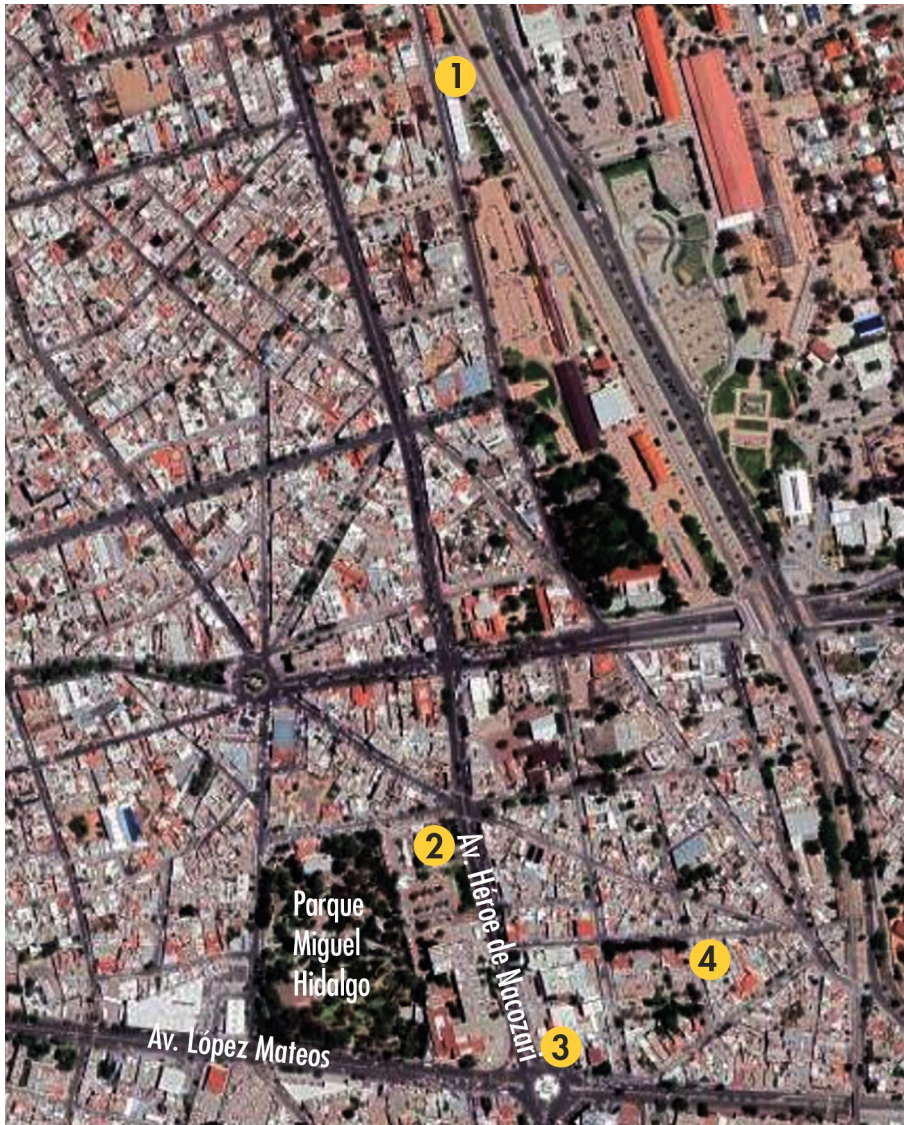 1
2
Av. Héroe de Nacozari
Parque
Miguel
Hidalgo
4
Av. López Mateos
3